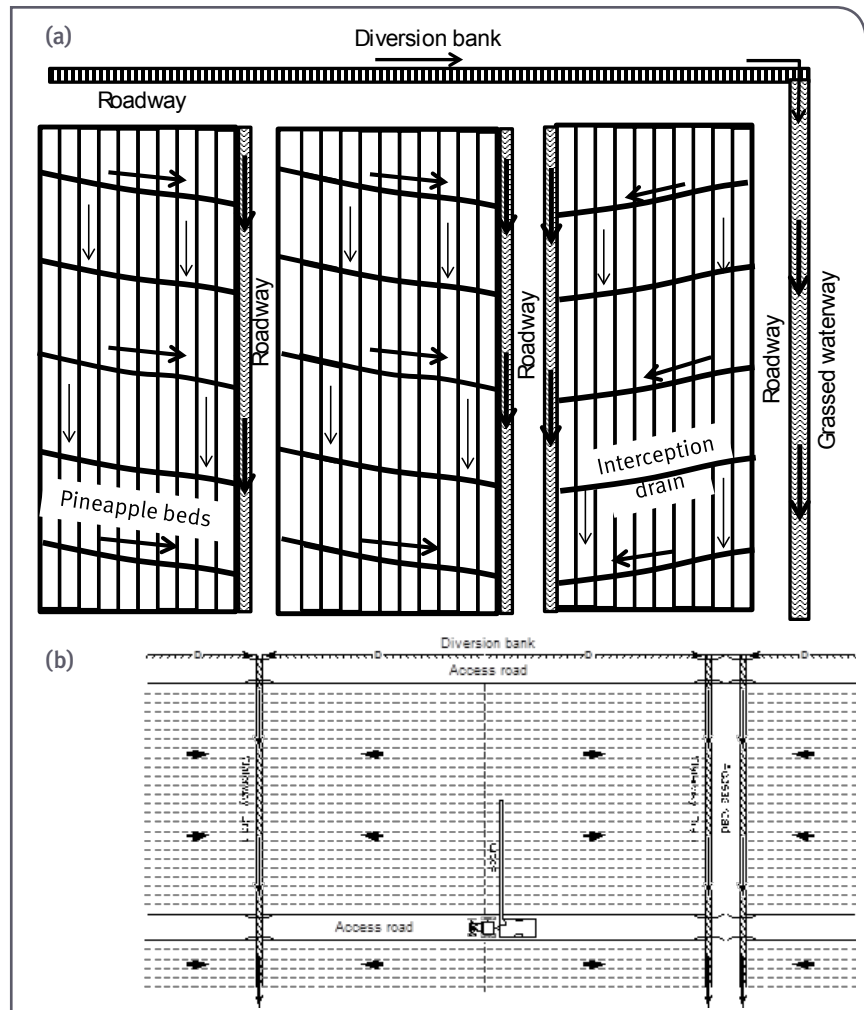 (a)
Diversion bank
Roadway
Roadway
Roadway
Roadway
Grassed waterway
Pineapple beds
Interception
drain
(b)
Diversion bank
Access road
D
D
D
D
Access road